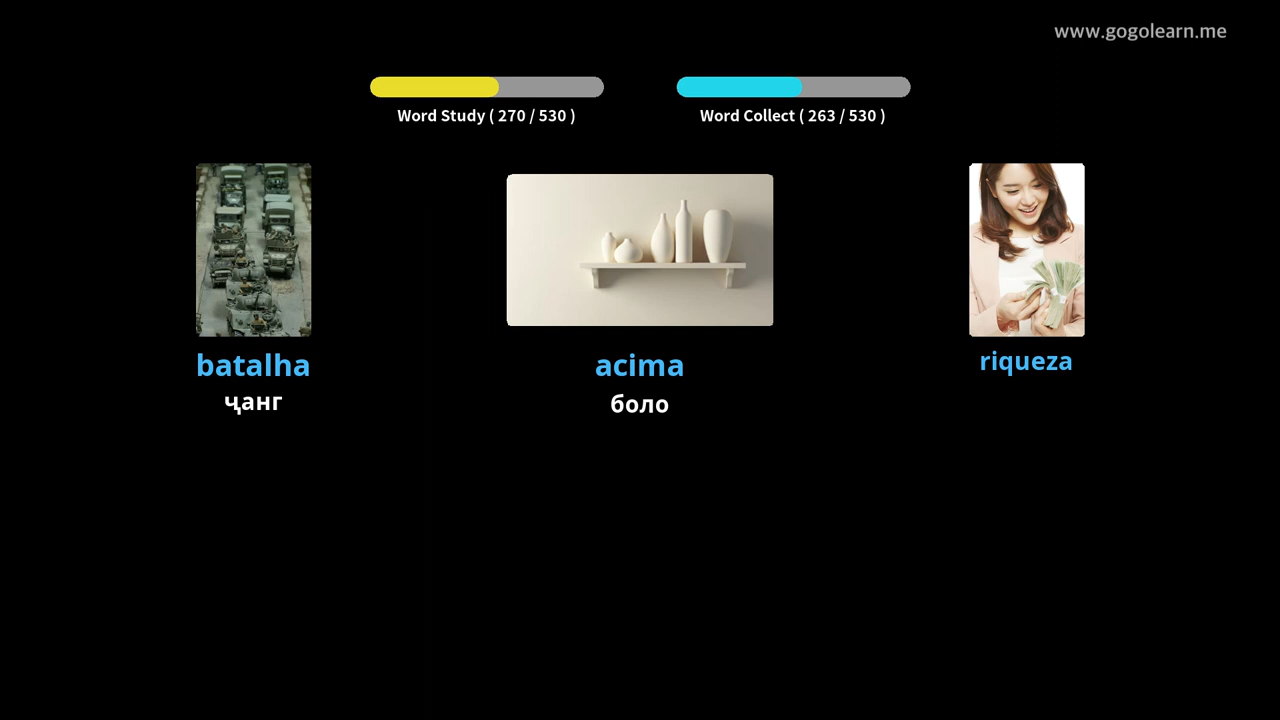 www.gogolearn.me
Word Study ( 270 / 530 )
Word Collect ( 263 / 530 )
batalha
ҷанг
acima
боло
riqueza